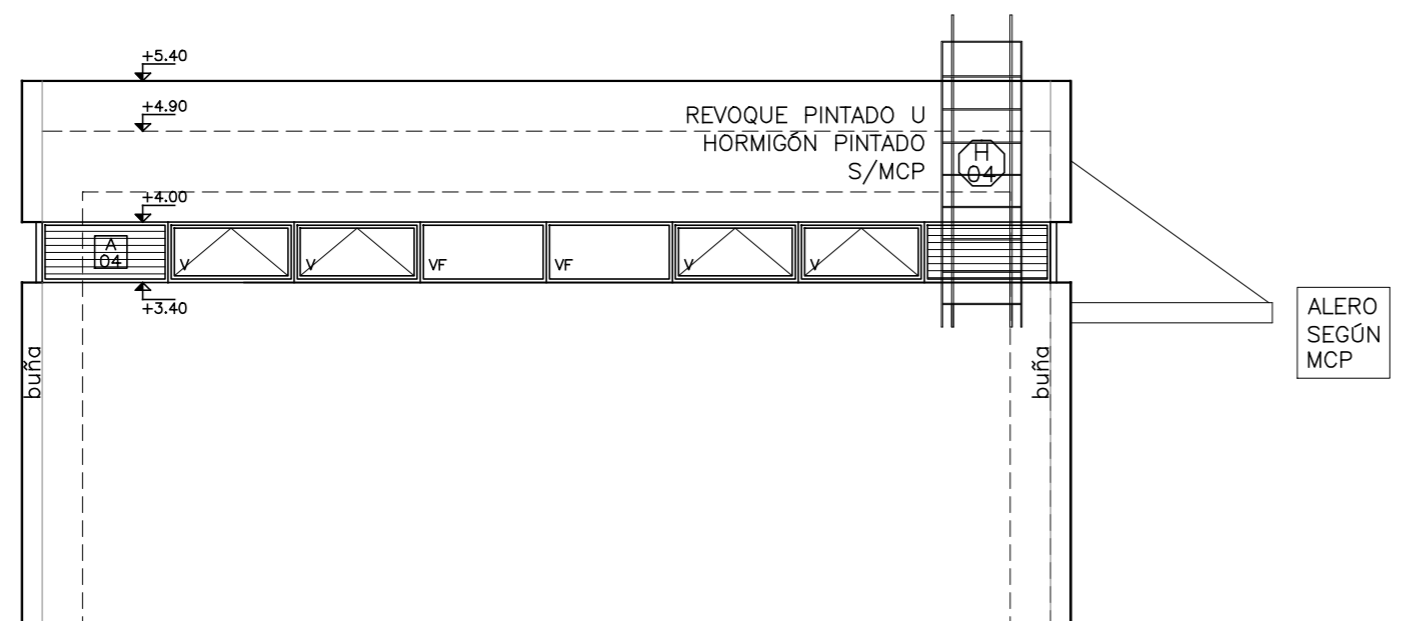 +5.40
+4.90
REVOQUE PINTADO U
HORMIGÓN PINTADO
S/MCP
H
04
+4.00
A
04
V
V
VF
VF
V
V
+3.40
ALERO
SEGÚN
MCP
buña
buña